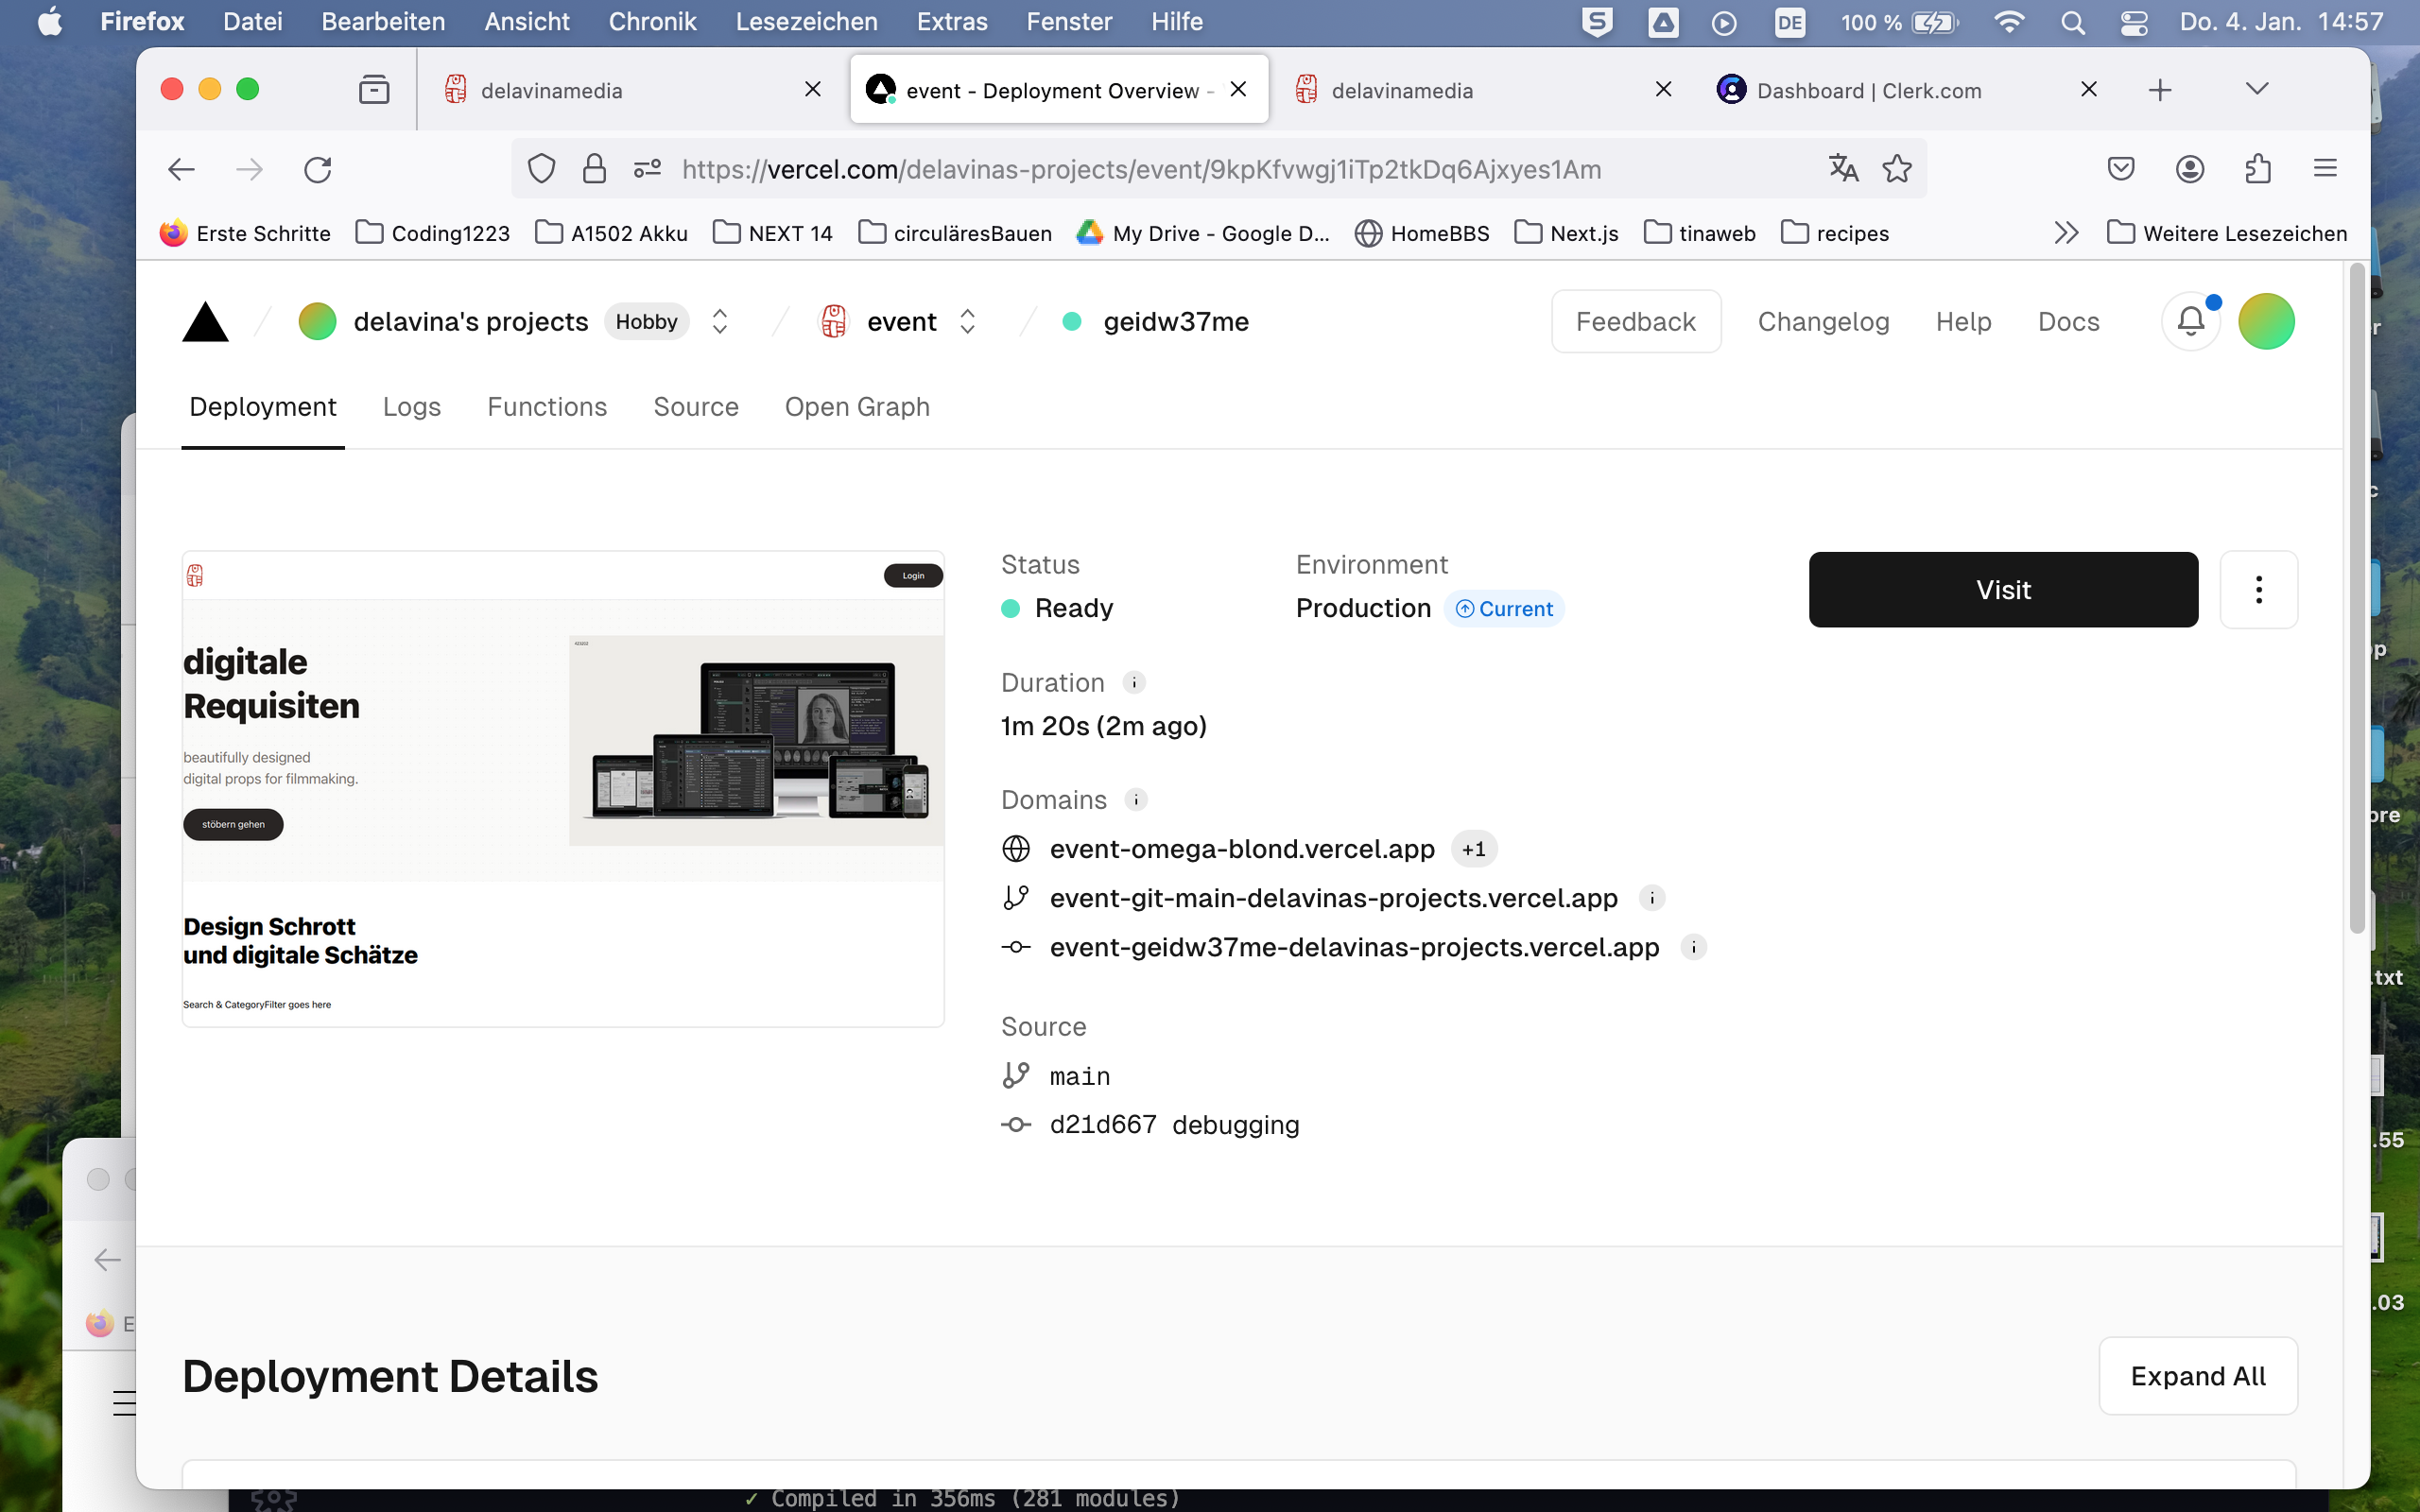 Firefox Datei Bearbeiten Ansicht Chronik Lesezeichen Extras Fenster Hilfe S DE 100 % Do. 4. Jan. 14:57
delavinamedia event - Deployment Overview - delavinamedia Dashboard | Clerk.com
https://vercel.com/delavinas-projects/event/9kpKfvwgj1iTp2tkDq6Ajxyes1Am
Erste Schritte Coding1223 A1502 Akku NEXT 14 circuläresBauen My Drive - Google D... HomeBBS Next.js tinaweb recipes Weitere Lesezeichen
delavina's projects Hobby event geidw37me Feedback Changelog Help Docs
Deployment Logs Functions Source Open Graph
Login
digitale
Requisiten
beautifully designed
digital props for filmmaking.
stöbern gehen
Design Schrott
und digitale Schätze
Search & CategoryFilter goes here
Status Environment
Ready Production Current
Visit
Duration
1m 20s (2m ago)
Domains
event-omega-blond.vercel.app +1
event-git-main-delavinas-projects.vercel.app
event-geidw37me-delavinas-projects.vercel.app
Source
main
d21d667 debugging
Deployment Details Expand All
✓ Compiled in 356ms (281 modules)
.txt
.55
.03